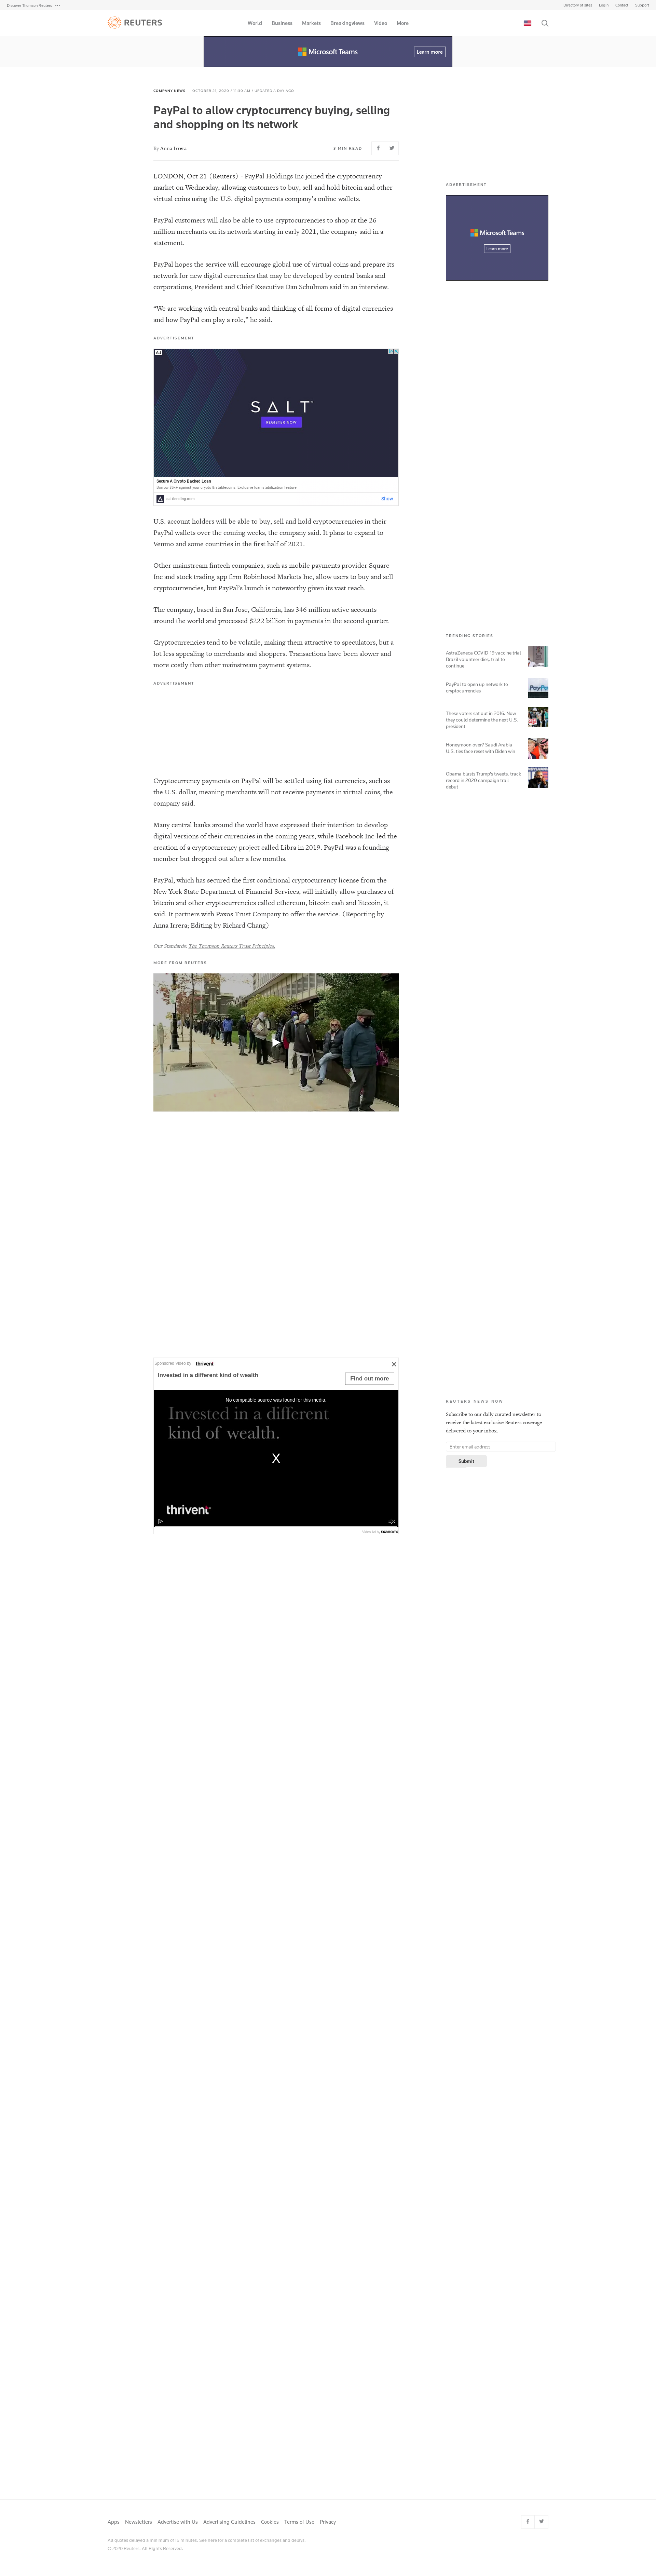 Discover Thomson Reuters
Directory of sites Login Contact Support
REUTERS
World Business Markets Breakingviews Video More
Microsoft Teams
Learn more
COMPANY NEWS OCTOBER 21, 2020 / 11:09 AM / UPDATED A DAY AGO
PayPal to allow cryptocurrency buying, selling
and shopping on its network
By Anna Irrera
3 MIN READ
LONDON, Oct 21 (Reuters) - PayPal Holdings Inc joined the cryptocurrency
market on Wednesday, allowing customers to buy, sell and hold bitcoin and other
virtual coins using the U.S. digital payments company’s online wallets.
PayPal customers will also be able to use cryptocurrencies to shop at the 26
million merchants on its network starting in early 2021, the company said in a
statement.
PayPal hopes the service will encourage global use of virtual coins and prepare its
network for new digital currencies that may be developed by central banks and
corporations, President and Chief Executive Dan Schulman said in an interview.
“We are working with central banks and thinking of all forms of digital currencies
and how PayPal can play a role,” he said.
ADVERTISEMENT
Ad
SALT
REGISTER NOW
Secure A Crypto Backed Loan
Borrow $5k+ against your crypto & stablecoins. Exclusive loan stabilization feature
saltlending.com
Show
U.S. account holders will be able to buy, sell and hold cryptocurrencies in their
PayPal wallets over the coming weeks, the company said. It plans to expand to
Venmo and some countries in the first half of 2021.
Other mainstream fintech companies, such as mobile payments provider Square
Inc and stock trading app firm Robinhood Markets Inc, allow users to buy and sell
cryptocurrencies, but PayPal’s launch is noteworthy given its vast reach.
The company, based in San Jose, California, has 346 million active accounts
around the world and processed $222 billion in payments in the second quarter.
Cryptocurrencies tend to be volatile, making them attractive to speculators, but a
lot less appealing to merchants and shoppers. Transactions have been slower and
more costly than other mainstream payment systems.
ADVERTISEMENT
Cryptocurrency payments on PayPal will be settled using fiat currencies, such as
the U.S. dollar, meaning merchants will not receive payments in virtual coins, the
company said.
Many central banks around the world have expressed their intention to develop
digital versions of their currencies in the coming years, while Facebook Inc-led the
creation of a cryptocurrency project called Libra in 2019. PayPal was a founding
member but dropped out after a few months.
PayPal, which has secured the first conditional cryptocurrency license from the
New York State Department of Financial Services, will initially allow purchases of
bitcoin and other cryptocurrencies called ethereum, bitcoin cash and litecoin, it
said. It partners with Paxos Trust Company to offer the service. (Reporting by
Anna Irrera; Editing by Richard Chang)
Our Standards: The Thomson Reuters Trust Principles.
MORE FROM REUTERS
Sponsored Video by thrivent
Invested in a different kind of wealth
Find out more
No compatible source was found for this media.
Invested in a different
kind of wealth.
X
thrivent
ADVERTISEMENT
Microsoft Teams
Learn more
TRENDING STORIES
AstraZeneca COVID-19 vaccine trial
Brazil volunteer dies, trial to
continue
PayPal to open up network to
cryptocurrencies
PayPal
These voters sat out in 2016. Now
they could determine the next U.S.
president
Honeymoon over? Saudi Arabia-
U.S. ties face reset with Biden win
Obama blasts Trump's tweets, track
record in 2020 campaign trail
debut
REUTERS NEWS NOW
Subscribe to our daily curated newsletter to
receive the latest exclusive Reuters coverage
delivered to your inbox.
Enter email address
Submit
Apps Newsletters Advertise with Us Advertising Guidelines Cookies Terms of Use Privacy
All quotes delayed a minimum of 15 minutes. See here for a complete list of exchanges and delays.
© 2020 Reuters. All Rights Reserved.